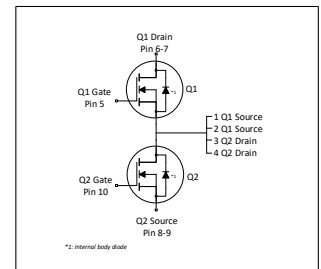 Q1 Drain
Pin 6-7
Q1 Gate
Pin 5
*1
Q1
1 Q1 Source
2 Q1 Source
3 Q2 Drain
4 Q2 Drain
Q2 Gate
Pin 10
*1
Q2
Q2 Source
Pin 8-9
*1: Internal body diode